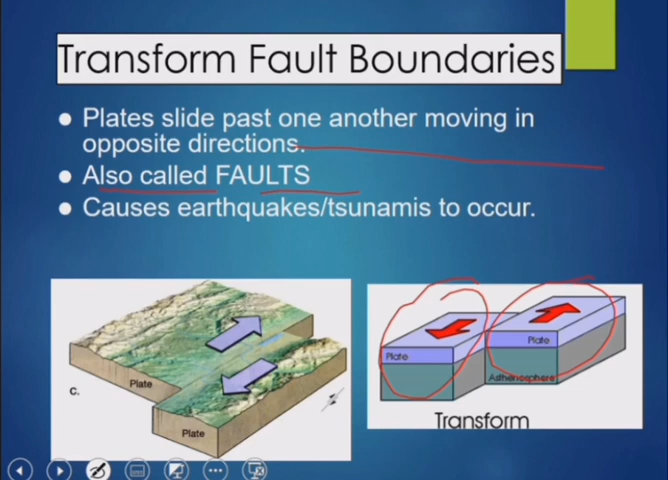 Transform Fault Boundaries
● Plates slide past one another moving in
opposite directions.
● Also called FAULTS
● Causes earthquakes/tsunamis to occur.
Plate
Plate
c.
Plate
Plate
Asthenosphere
Transform